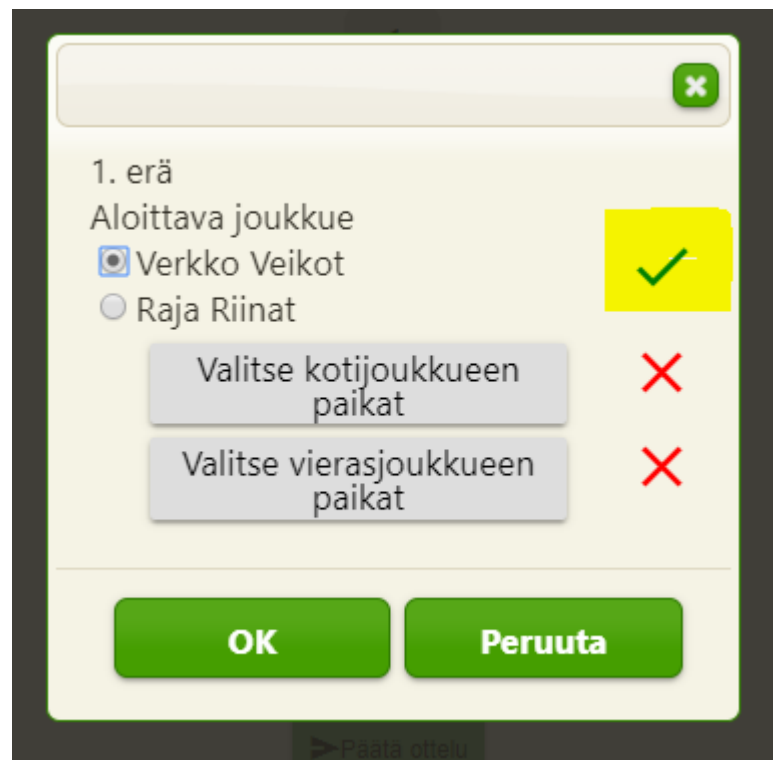 1. erä
Aloittava joukkue
Verkko Veikot
Raja Riinat
Valitse kotijoukkueen
paikat
Valitse vierasjoukkueen
paikat
OK
Peruuta
Päätä ottelu